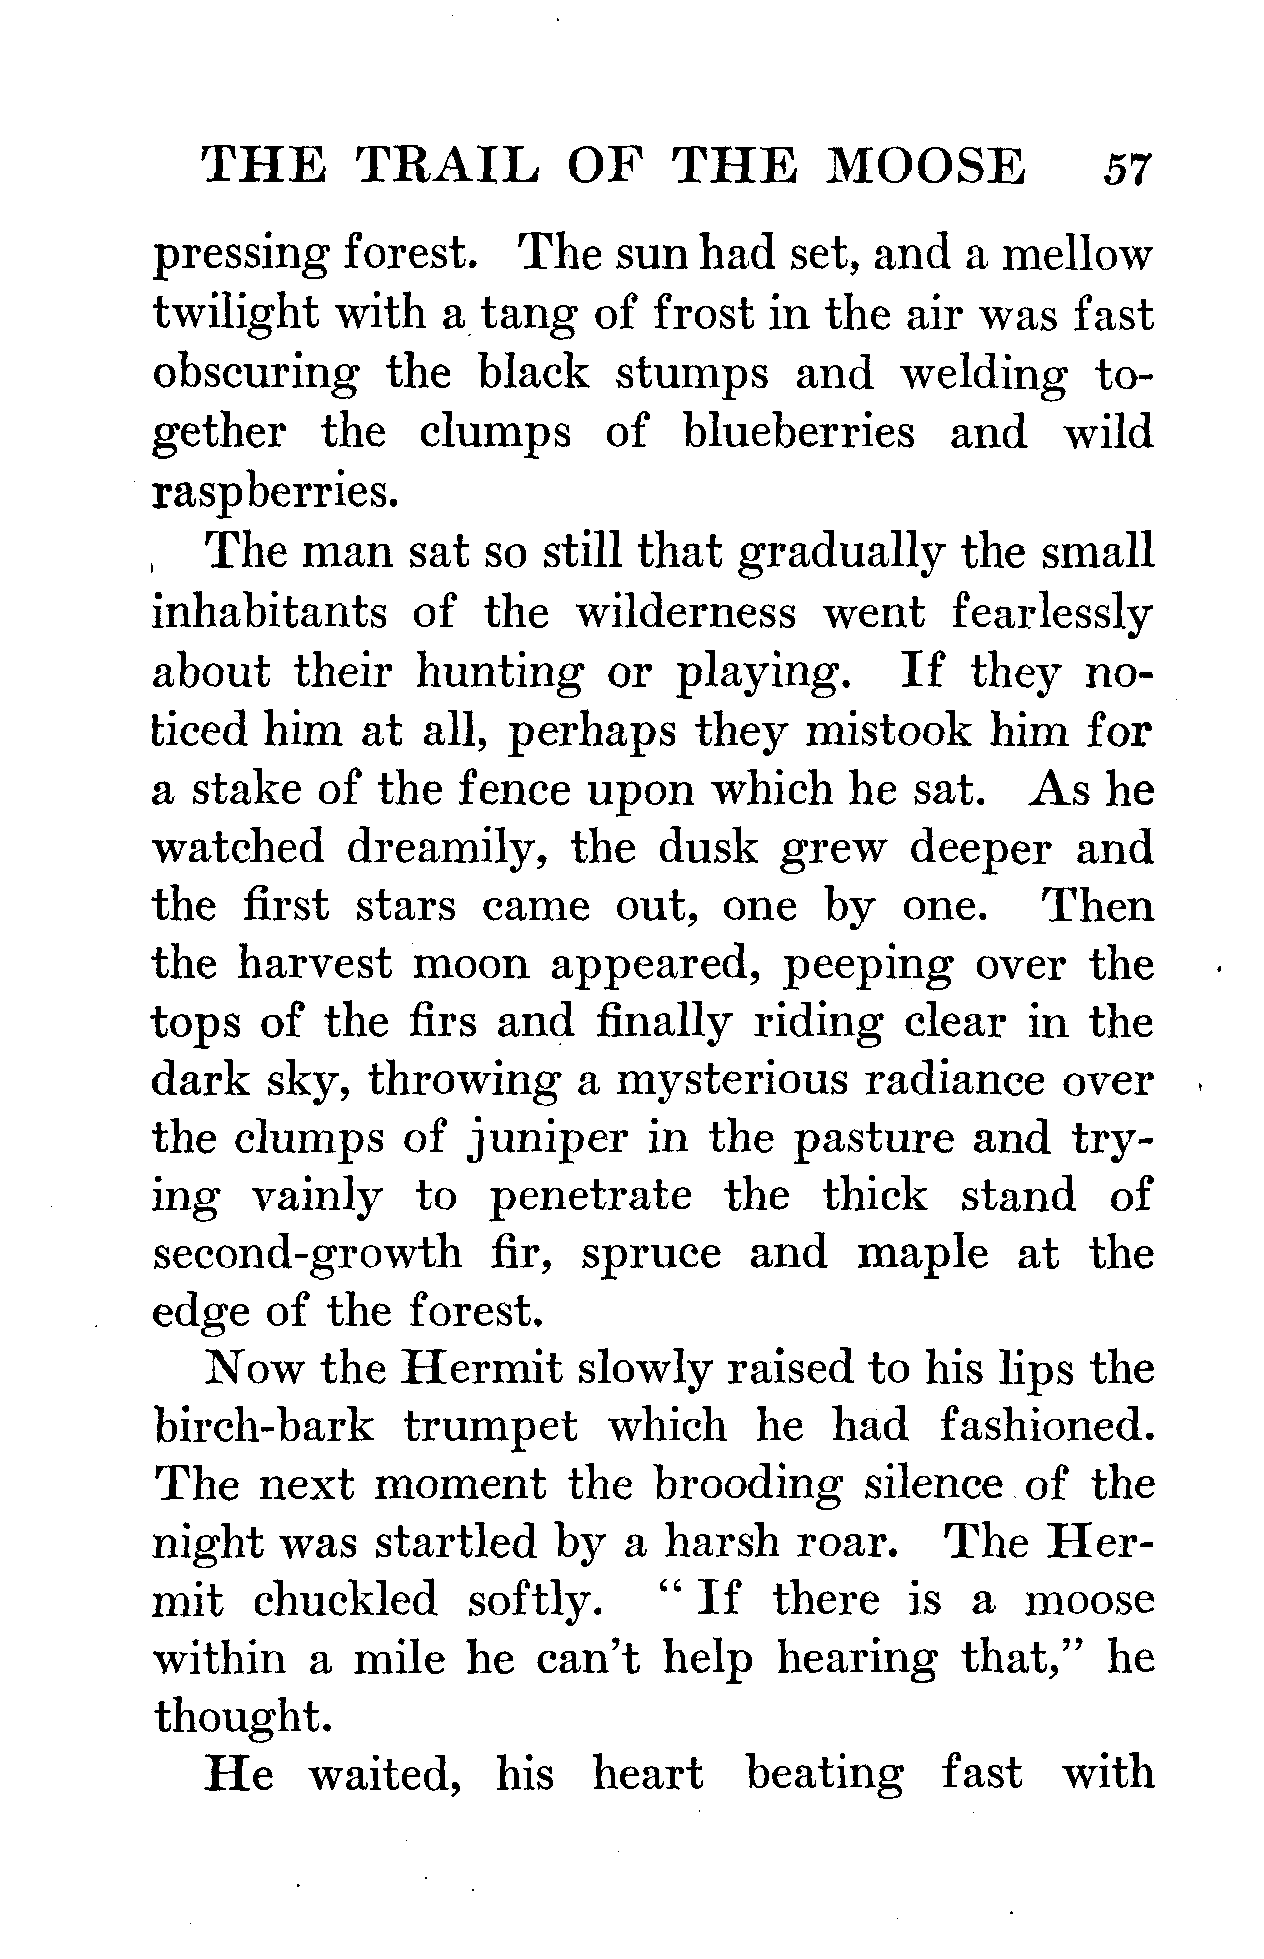 THE TRAIL OF THE MOOSE 57
pressing forest. The sun had set, and a mellow
twilight with a tang of frost in the air was fast
obscuring the black stumps and welding to-
gether the clumps of blueberries and wild
raspberries.
The man sat so still that gradually the small
inhabitants of the wilderness went fearlessly
about their hunting or playing. If they no-
ticed him at all, perhaps they mistook him for
a stake of the fence upon which he sat. As he
watched dreamily, the dusk grew deeper and
the first stars came out, one by one. Then
the harvest moon appeared, peeping over the
tops of the firs and finally riding clear in the
dark sky, throwing a mysterious radiance over
the clumps of juniper in the pasture and try-
ing vainly to penetrate the thick stand of
second-growth fir, spruce and maple at the
edge of the forest.
Now the Hermit slowly raised to his lips the
birch-bark trumpet which he had fashioned.
The next moment the brooding silence of the
night was startled by a harsh roar. The Her-
mit chuckled softly. “ If there is a moose
within a mile he can’t help hearing that,” he
thought.
He waited, his heart beating fast with